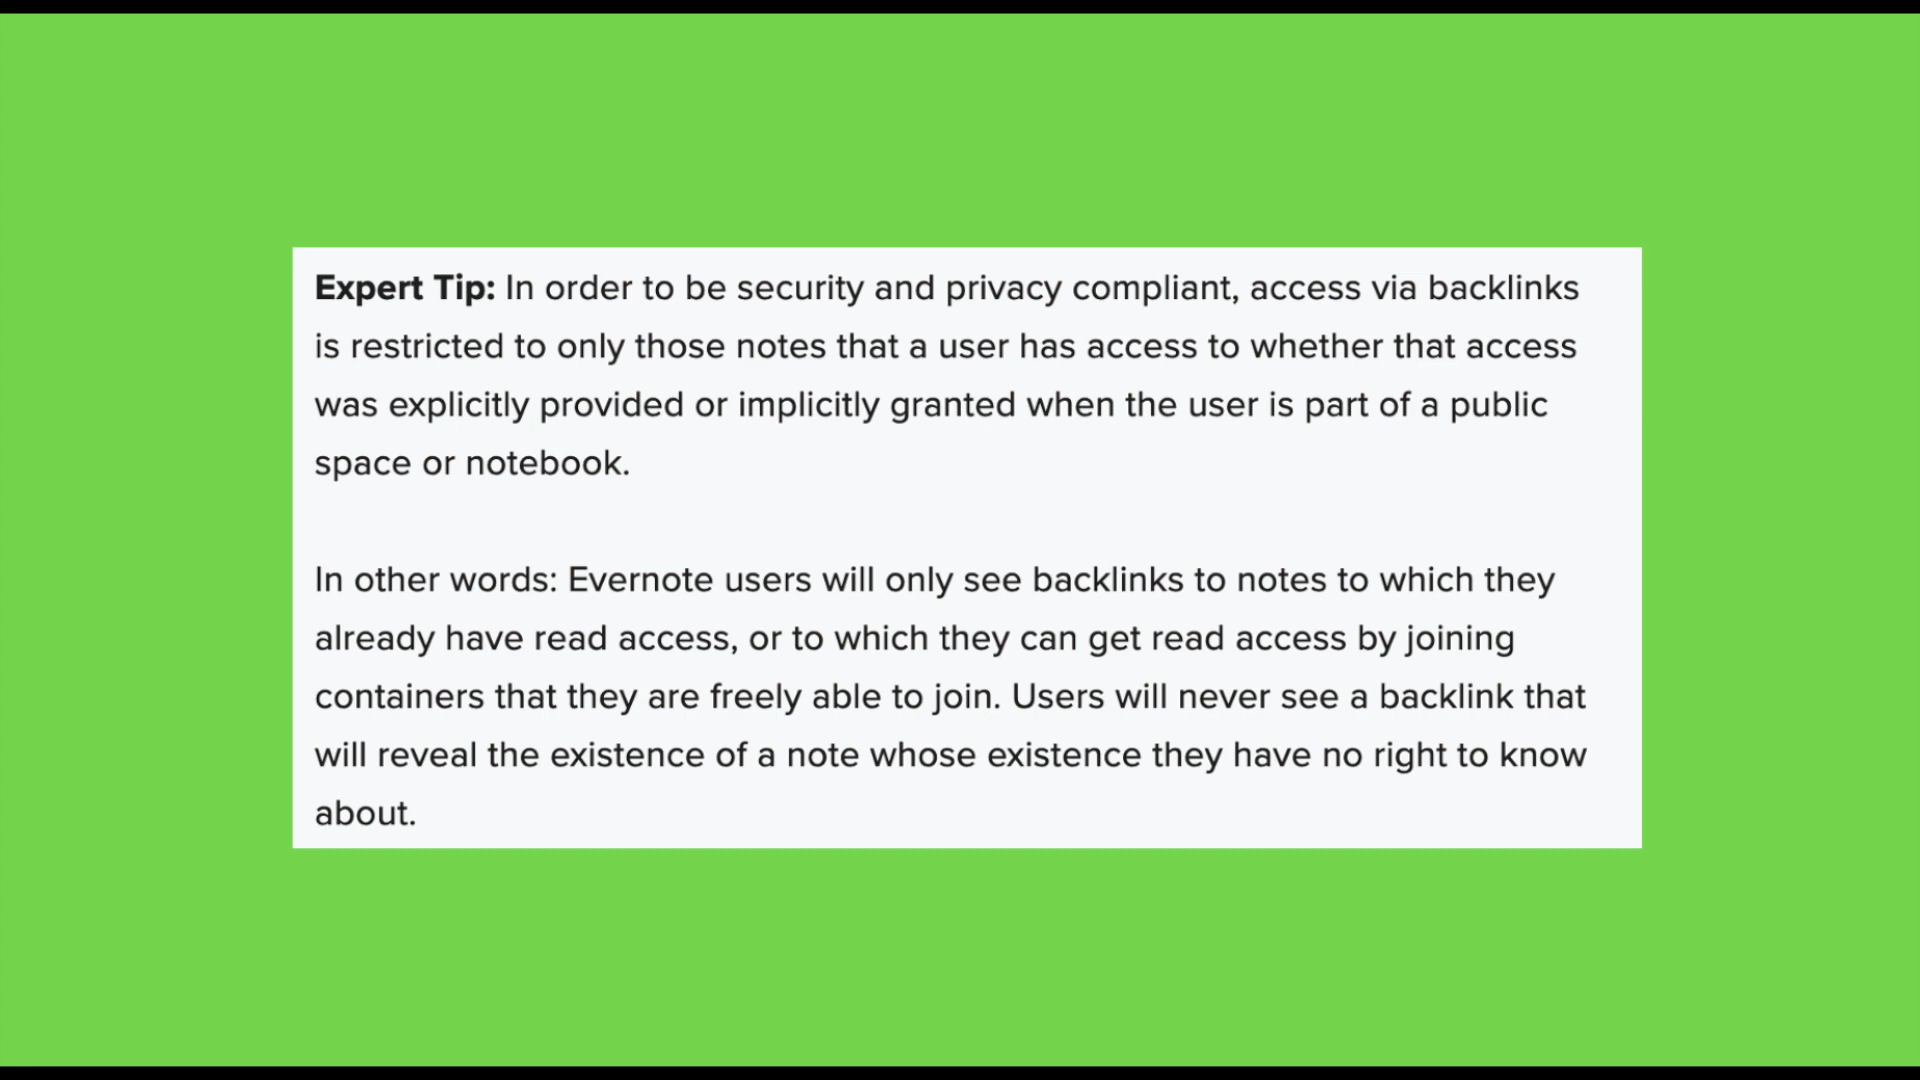 Expert Tip: In order to be security and privacy compliant, access via backlinks
is restricted to only those notes that a user has access to whether that access
was explicitly provided or implicitly granted when the user is part of a public
space or notebook.
In other words: Evernote users will only see backlinks to notes to which they
already have read access, or to which they can get read access by joining
containers that they are freely able to join. Users will never see a backlink that
will reveal the existence of a note whose existence they have no right to know
about.